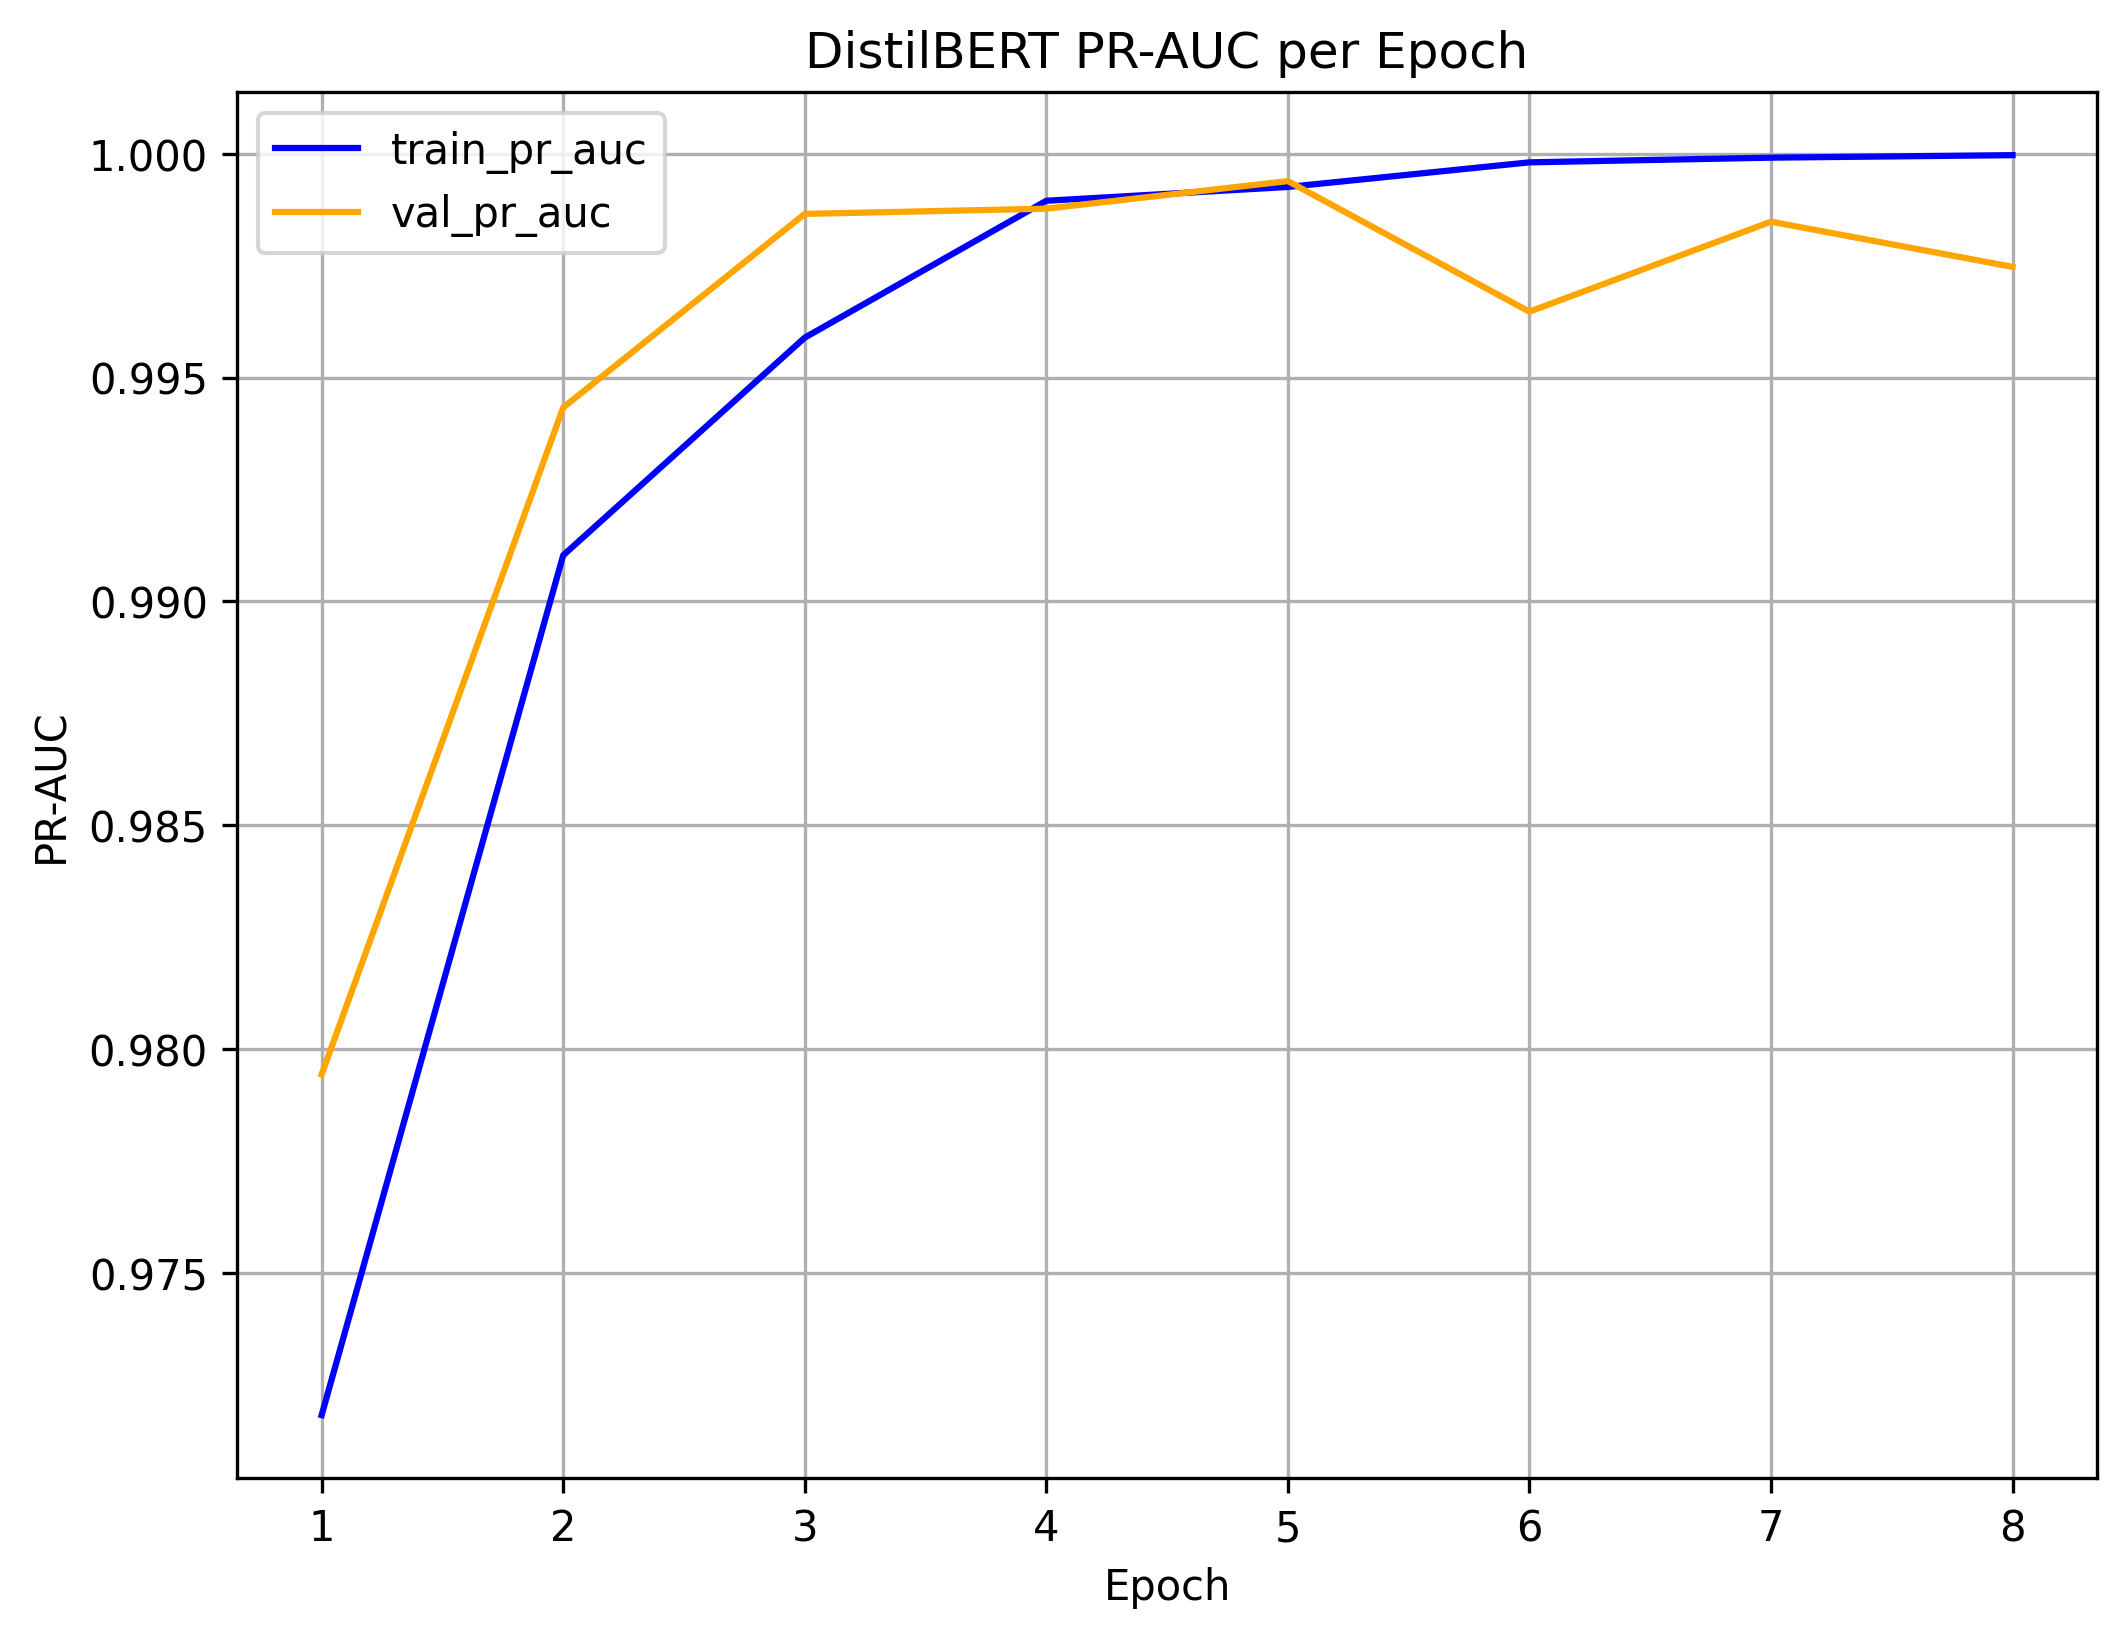 DistilBERT PR-AUC per Epoch
train_pr_auc
val_pr_auc
1.000
0.995
0.990
0.985
0.980
0.975
PR-AUC
1 2 3 4 5 6 7 8
Epoch